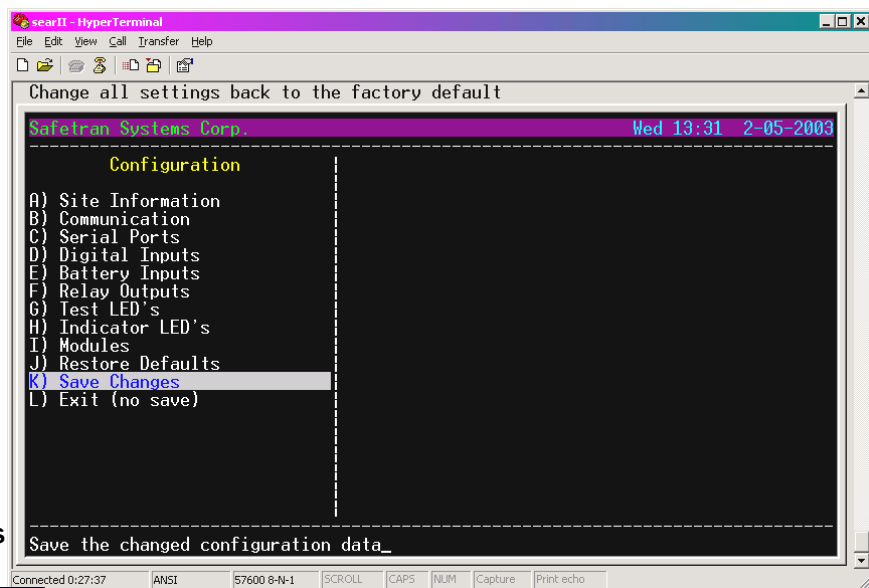 searII - HyperTerminal
File Edit View Call Transfer Help
Change all settings back to the factory default
Safetran Systems Corp. Wed 13:31 2-05-2003
Configuration
A) Site Information
B) Communication
C) Serial Ports
D) Digital Inputs
E) Battery Inputs
F) Relay Outputs
G) Test LED's
H) Indicator LED's
I) Modules
J) Restore Defaults
K) Save Changes
L) Exit (no save)
s
Save the changed configuration data_
Connected 0:27:37 ANSI 57600 8-N-1 SCROLL CAPS NUM Capture Print echo